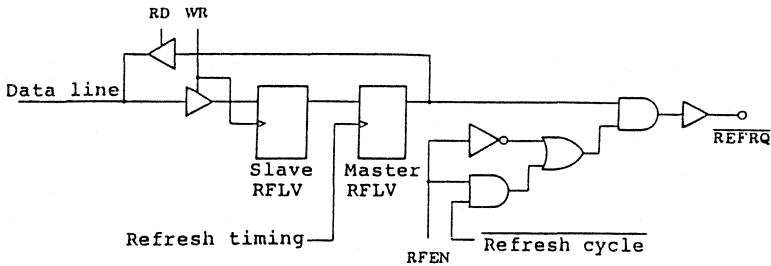 RD WR
Data line
REFRQ
Slave
RFLV
Master
RFLV
Refresh timing
RFEN
Refresh cycle